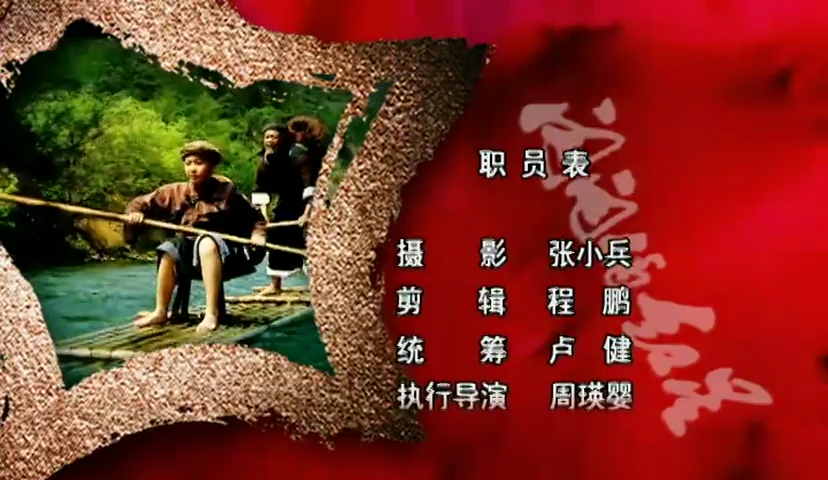 职员表
摄 影 张小兵
剪 辑 程 鹏
统 筹 卢 健
执行导演 周瑛婴